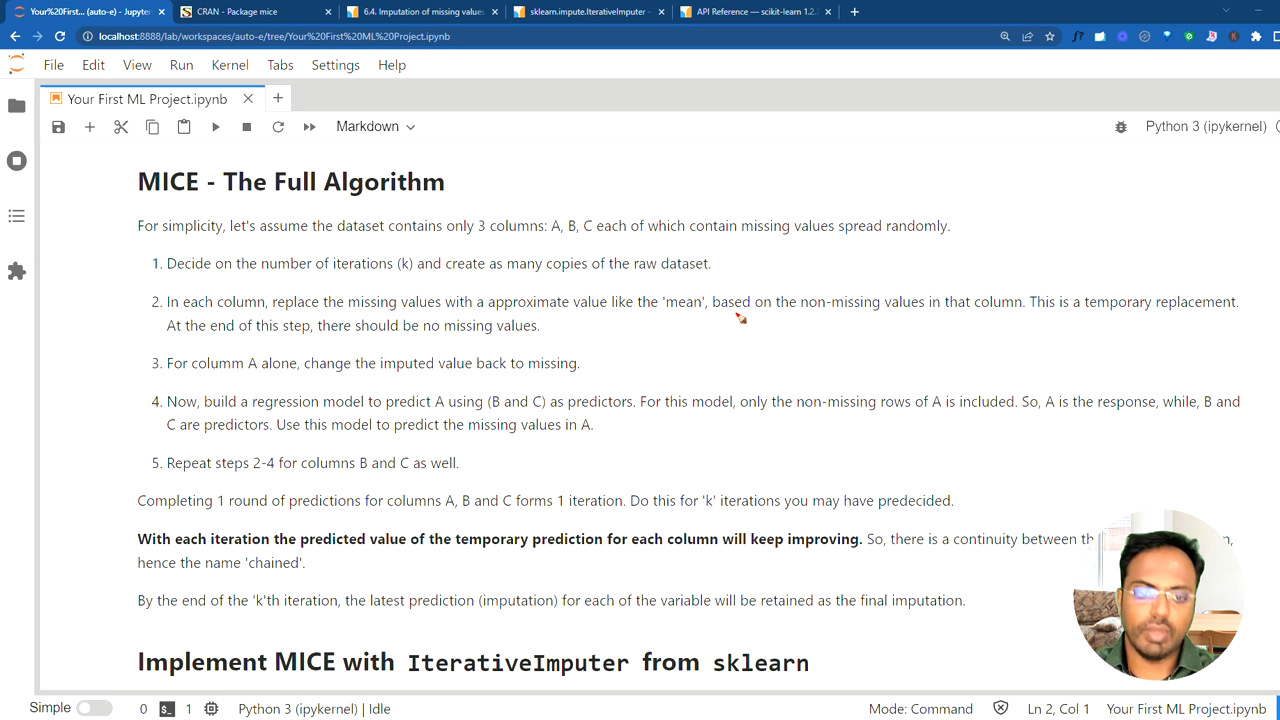 Your%20First... (auto-e) - Jupyter
CRAN - Package mice
6.4. Imputation of missing values
sklearn.impute.IterativeImputer —
API Reference — scikit-learn 1.2.
localhost:8888/lab/workspaces/auto-e/tree/Your%20First%20ML%20Project.ipynb
File Edit View Run Kernel Tabs Settings Help
Your First ML Project.ipynb
Markdown
Python 3 (ipykernel)
MICE - The Full Algorithm
For simplicity, let's assume the dataset contains only 3 columns: A, B, C each of which contain missing values spread randomly.
1. Decide on the number of iterations (k) and create as many copies of the raw dataset.
2. In each column, replace the missing values with a approximate value like the 'mean', based on the non-missing values in that column. This is a temporary replacement.
At the end of this step, there should be no missing values.
3. For columm A alone, change the imputed value back to missing.
4. Now, build a regression model to predict A using (B and C) as predictors. For this model, only the non-missing rows of A is included. So, A is the response, while, B and
C are predictors. Use this model to predict the missing values in A.
5. Repeat steps 2-4 for columns B and C as well.
Completing 1 round of predictions for columns A, B and C forms 1 iteration. Do this for 'k' iterations you may have predecided.
With each iteration the predicted value of the temporary prediction for each column will keep improving. So, there is a continuity between
hence the name 'chained'.
By the end of the 'k'th iteration, the latest prediction (imputation) for each of the variable will be retained as the final imputation.
Implement MICE with IterativeImputer from sklearn
Simple
0
1
Python 3 (ipykernel) | Idle
Mode: Command
Ln 2, Col 1
Your First ML Project.ipynb